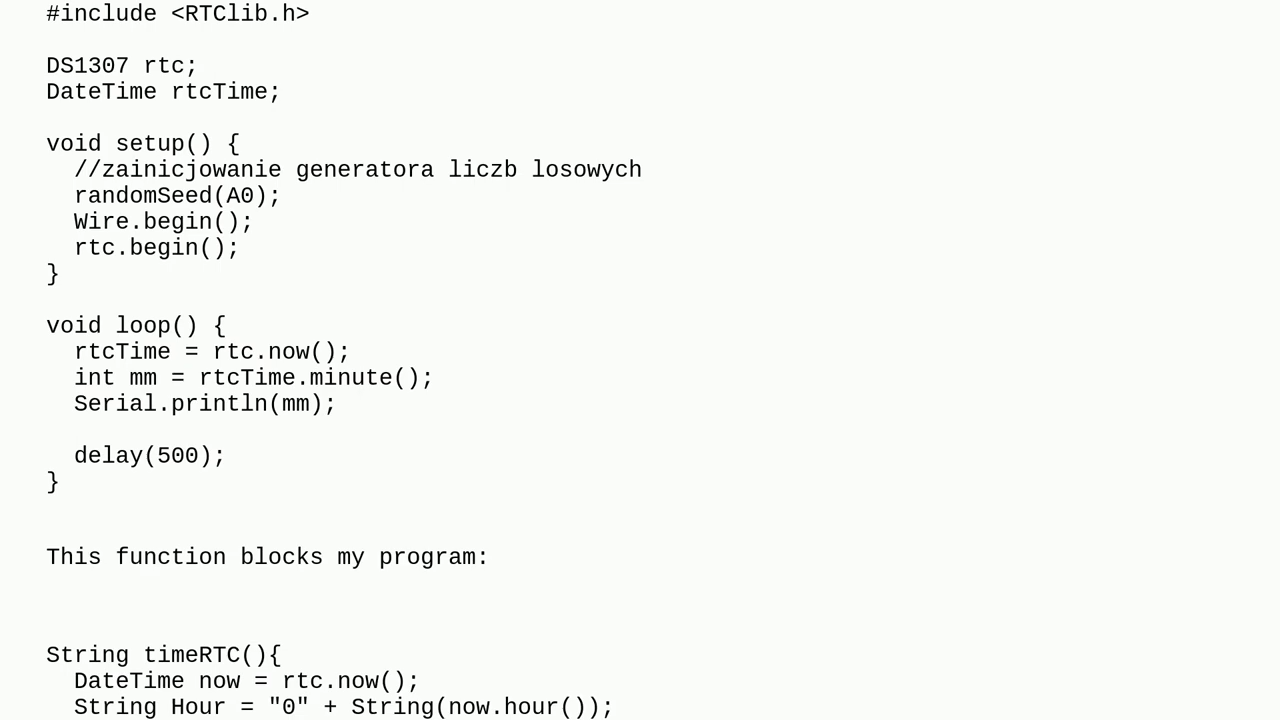 #include <RTClib.h>
DS1307 rtc;
DateTime rtcTime;
void setup() {
//zainicjowanie generatora liczb losowych
randomSeed(A0);
Wire.begin();
rtc.begin();
}
void loop() {
rtcTime = rtc.now();
int mm = rtcTime.minute();
Serial.println(mm);
delay(500);
}
This function blocks my program:
String timeRTC(){
DateTime now = rtc.now();
String Hour = "0" + String(now.hour());